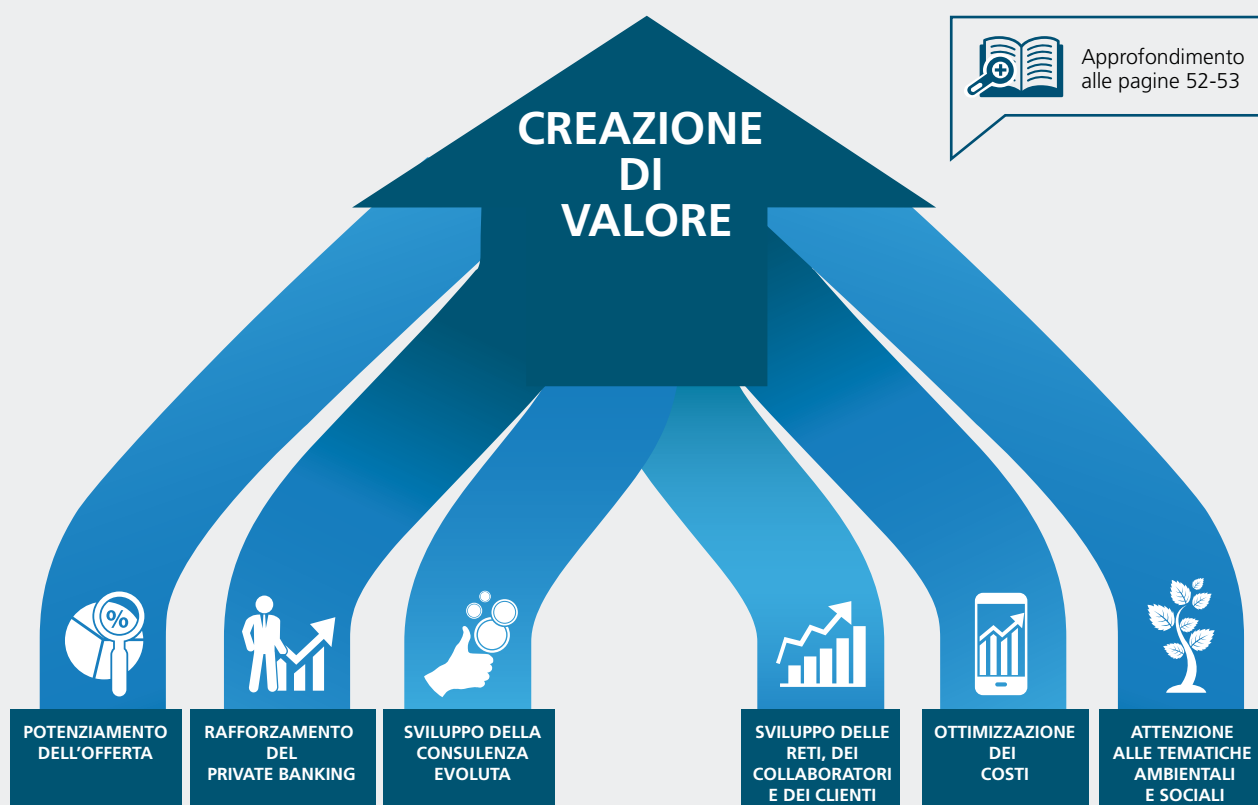 Approfondimento
alle pagine 52-53
CREAZIONE
DI
VALORE
%
POTENZIAMENTO
DELL'OFFERTA
RAFFORZAMENTO
DEL
PRIVATE BANKING
SVILUPPO DELLA
CONSULENZA
EVOLUTA
SVILUPPO DELLE
RETI, DEI
COLLABORATORI
E DEI CLIENTI
OTTIMIZZAZIONE
DEI
COSTI
ATTENZIONE
ALLE TEMATICHE
AMBIENTALI
E SOCIALI